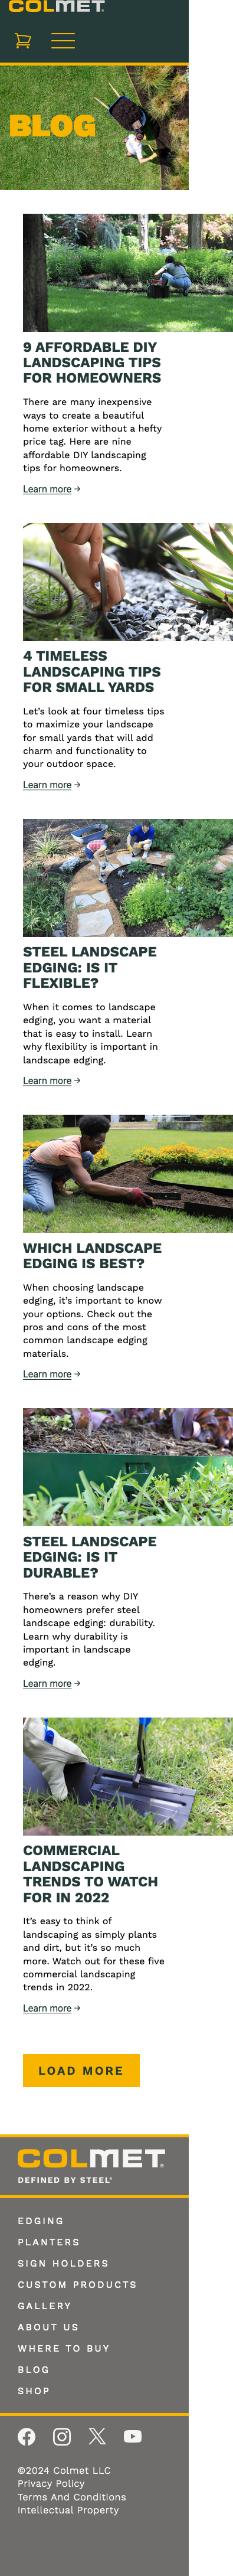 COLMET
BLOG
9 AFFORDABLE DIY
LANDSCAPING TIPS
FOR HOMEOWNERS
There are many inexpensive
ways to create a beautiful
home exterior without a hefty
price tag. Here are nine
affordable DIY landscaping
tips for homeowners.
Learn more →
4 TIMELESS
LANDSCAPING TIPS
FOR SMALL YARDS
Let’s look at four timeless tips
to maximize your landscape
for small yards that will add
charm and functionality to
your outdoor space.
Learn more →
STEEL LANDSCAPE
EDGING: IS IT
FLEXIBLE?
When it comes to landscape
edging, you want a material
that is easy to install. Learn
why flexibility is important in
landscape edging.
Learn more →
WHICH LANDSCAPE
EDGING IS BEST?
When choosing landscape
edging, it’s important to know
your options. Check out the
pros and cons of the most
common landscape edging
materials.
Learn more →
STEEL LANDSCAPE
EDGING: IS IT
DURABLE?
There’s a reason why DIY
homeowners prefer steel
landscape edging: durability.
Learn why durability is
important in landscape
edging.
Learn more →
COMMERCIAL
LANDSCAPING
TRENDS TO WATCH
FOR IN 2022
It’s easy to think of
landscaping as simply plants
and dirt, but it’s so much
more. Watch out for these five
commercial landscaping
trends in 2022.
Learn more →
LOAD MORE
COLMET®
DEFINED BY STEEL®
EDGING
PLANTERS
SIGN HOLDERS
CUSTOM PRODUCTS
GALLERY
ABOUT US
WHERE TO BUY
BLOG
SHOP
©2024 Colmet LLC
Privacy Policy
Terms And Conditions
Intellectual Property